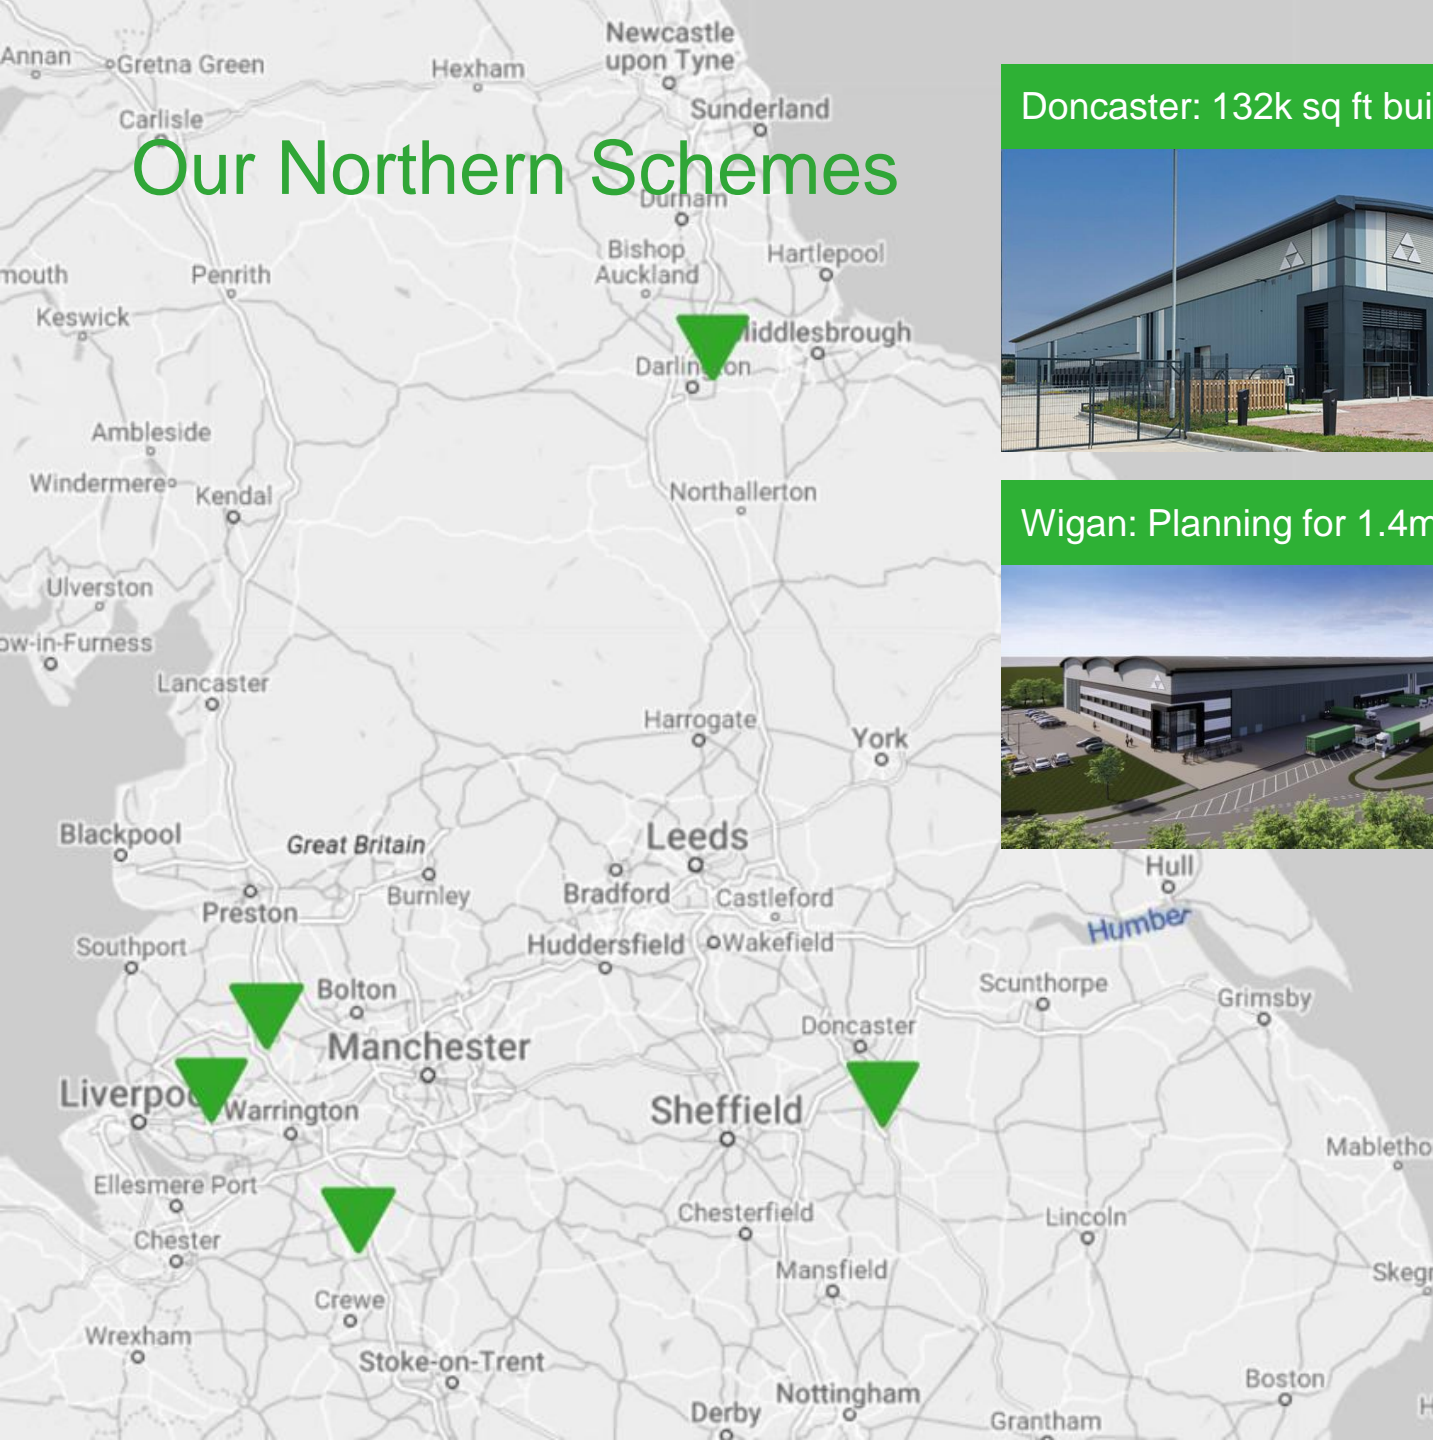 Newcastle
upon Tyne
Annan
Gretna Green
Hexham
Carlisle
Sunderland
Our Northern Schemes
Durham
Doncaster: 132k sq ft bui
Bishop
Auckland
Hartlepool
mouth
Penrith
Keswick
iddlesbrough
Darlin on
Ambleside
Windermere
Kendal
Northallerton
Wigan: Planning for 1.4m
Ulverston
ow-in-Furness
Lancaster
Harrogate
York
Blackpool
Great Britain
Leeds
Burnley
Bradford
Castleford
Hull
Preston
Humber
Southport
Huddersfield
Wakefield
Bolton
Scunthorpe
Grimsby
Manchester
Doncaster
Liverpoo
Warrington
Sheffield
Mabletho
Ellesmere Port
Chester
Chesterfield
Lincoln
Mansfield
Skegr
Crewe
Wrexham
Stoke-on-Trent
Nottingham
Boston
Derby
Grantham
H